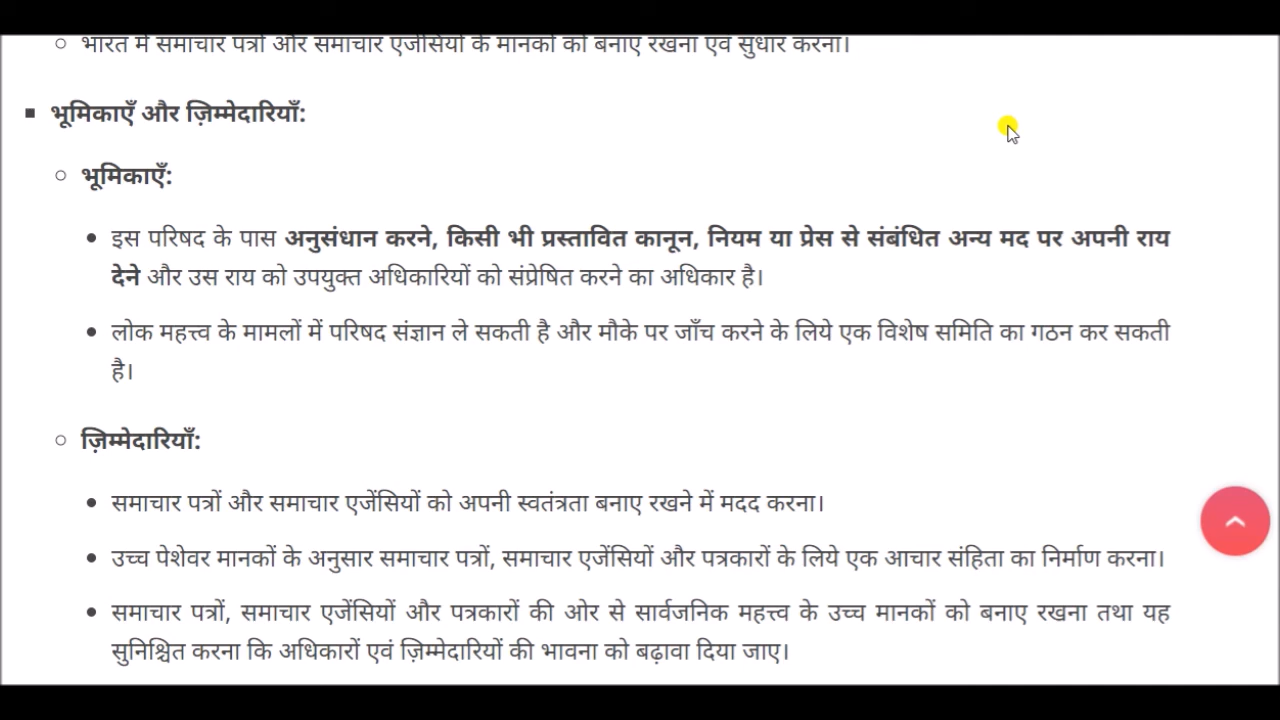 भारत में समाचार पत्रों और समाचार एजेंसियों के मानकों को बनाए रखना एवं सुधार करना।
भूमिकाएँ और ज़िम्मेदारियाँ:
भूमिकाएँ:
इस परिषद के पास अनुसंधान करने, किसी भी प्रस्तावित कानून, नियम या प्रेस से संबंधित अन्य मद पर अपनी राय
देने और उस राय को उपयुक्त अधिकारियों को संप्रेषित करने का अधिकार है।
लोक महत्त्व के मामलों में परिषद संज्ञान ले सकती है और मौके पर जाँच करने के लिये एक विशेष समिति का गठन कर सकती
है।
ज़िम्मेदारियाँ:
समाचार पत्रों और समाचार एजेंसियों को अपनी स्वतंत्रता बनाए रखने में मदद करना।
उच्च पेशेवर मानकों के अनुसार समाचार पत्रों, समाचार एजेंसियों और पत्रकारों के लिये एक आचार संहिता का निर्माण करना।
समाचार पत्रों, समाचार एजेंसियों और पत्रकारों की ओर से सार्वजनिक महत्त्व के उच्च मानकों को बनाए रखना तथा यह
सुनिश्चित करना कि अधिकारों एवं ज़िम्मेदारियों की भावना को बढ़ावा दिया जाए।